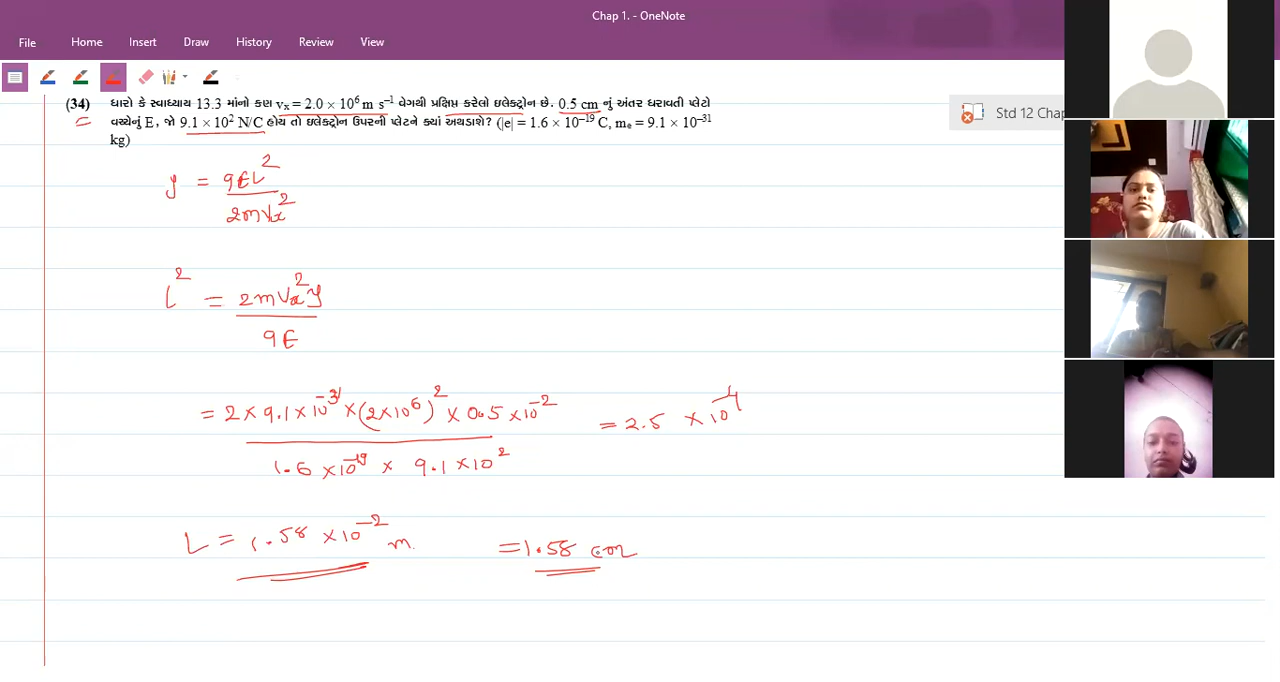 Chap 1. - OneNote
File Home Insert Draw History Review View
Std 12 Chap
(34) ધારો કે સ્વાધ્યાય 13.3 માંનો કણ vₓ = 2.0 × 10⁶ m s⁻¹ વેગથી પ્રક્ષિપ્ત કરેલો ઇલેક્ટ્રોન છે. 0.5 cm નું અંતર ધરાવતી પ્લેટો
વચ્ચેનું E, જો 9.1 × 10² N/C હોય તો ઇલેક્ટ્રોન ઉપરની પ્લેટને ક્યાં અથડાશે? (|e| = 1.6 × 10⁻¹⁹ C, mₑ = 9.1 × 10⁻³¹
kg)
y = qEL² / 2mVx²
L² = 2mVx²y / qE
= 2 × 9.1 × 10⁻³¹ × (2×10⁶)² × 0.5 × 10⁻² / 1.6 × 10⁻¹⁹ × 9.1 × 10² = 2.5 × 10⁻⁴
L = 1.58 × 10⁻² m. = 1.58 cm